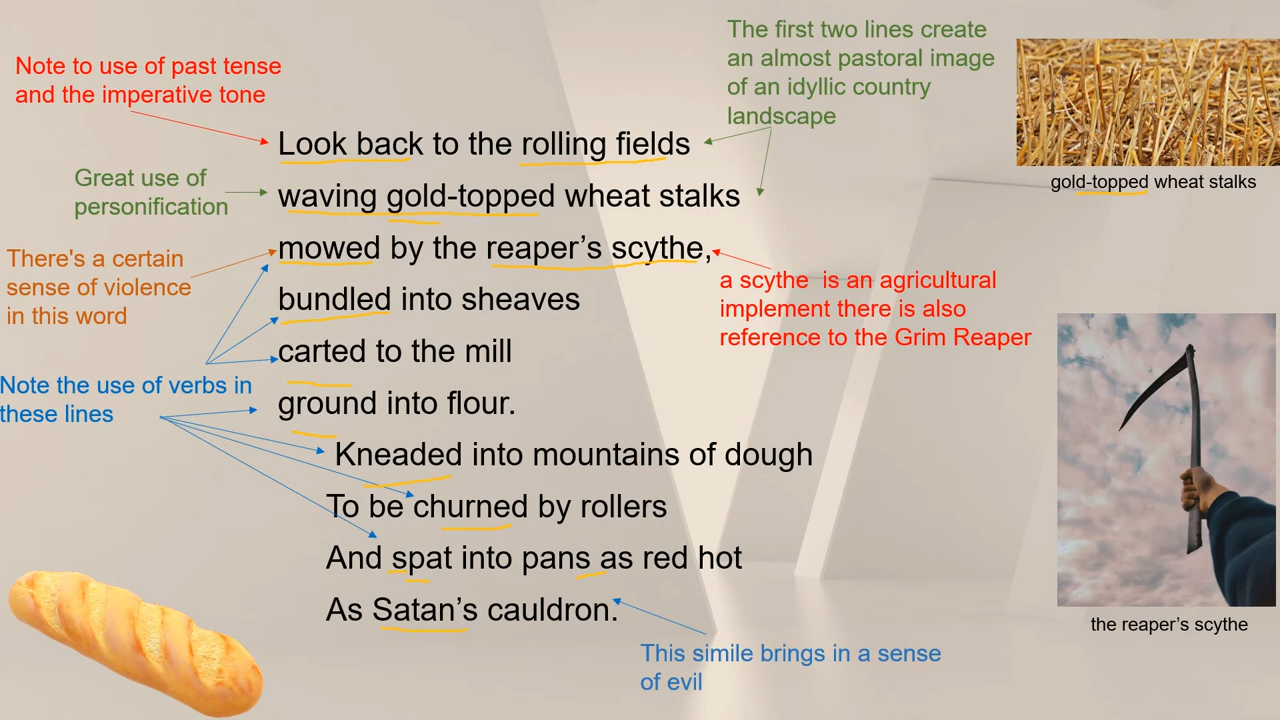 Note to use of past tense
and the imperative tone
The first two lines create
an almost pastoral image
of an idyllic country
landscape
Look back to the rolling fields
Great use of
personification
waving gold-topped wheat stalks
gold-topped wheat stalks
There's a certain
sense of violence
in this word
mowed by the reaper’s scythe,
a scythe  is an agricultural
implement there is also
reference to the Grim Reaper
bundled into sheaves
carted to the mill
Note the use of verbs in
these lines
ground into flour.
Kneaded into mountains of dough
To be churned by rollers
And spat into pans as red hot
As Satan’s cauldron.
the reaper’s scythe
This simile brings in a sense
of evil